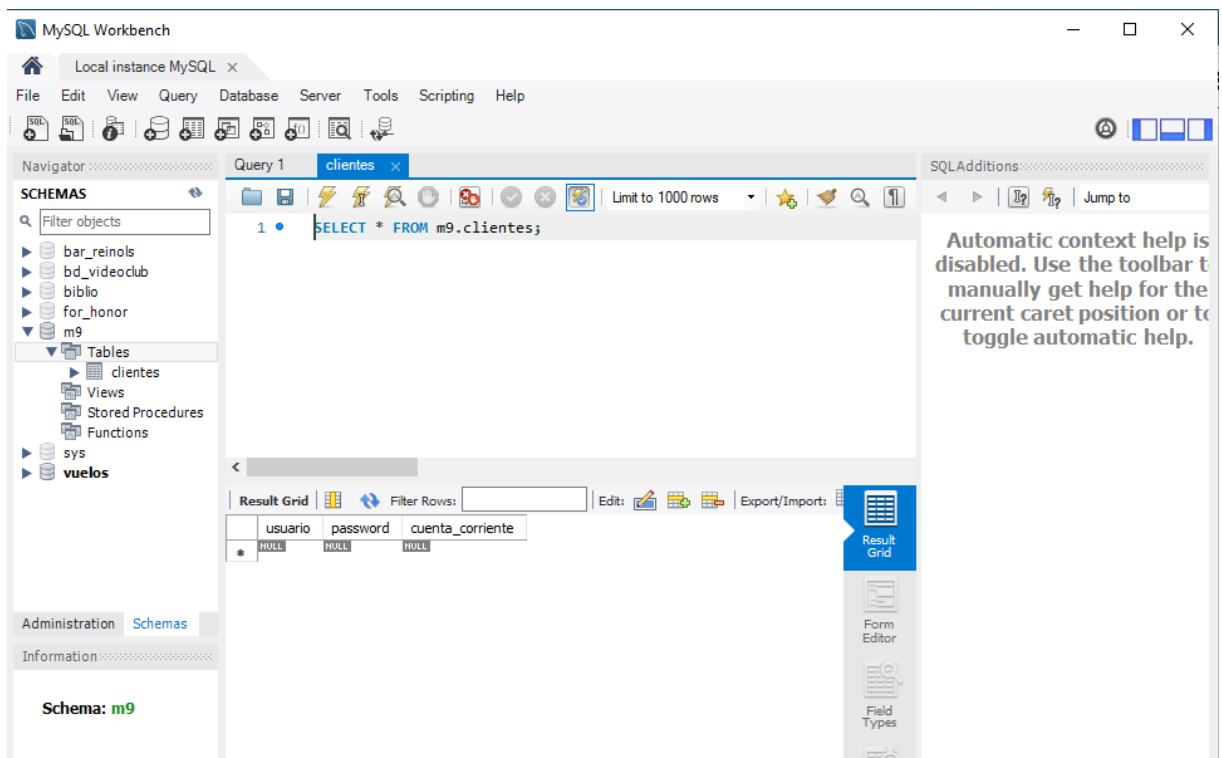 MySQL Workbench
Local instance MySQL
File Edit View Query Database Server Tools Scripting Help
SQL SQL
Navigator
SCHEMAS
Filter objects
bar_reinols
bd_videoclub
biblio
for_honor
m9
Tables
clientes
Views
Stored Procedures
Functions
sys
vuelos
Administration Schemas
Information
Schema: m9
Query 1 clientes
Limit to 1000 rows
1 SELECT * FROM m9.clientes;
Result Grid Filter Rows: Edit: Export/Import:
usuario password cuenta_corriente
NULL NULL NULL
Result
Grid
Form
Editor
Field
Types
SQLAdditions
Jump to
Automatic context help is
disabled. Use the toolbar t
manually get help for the
current caret position or to
toggle automatic help.